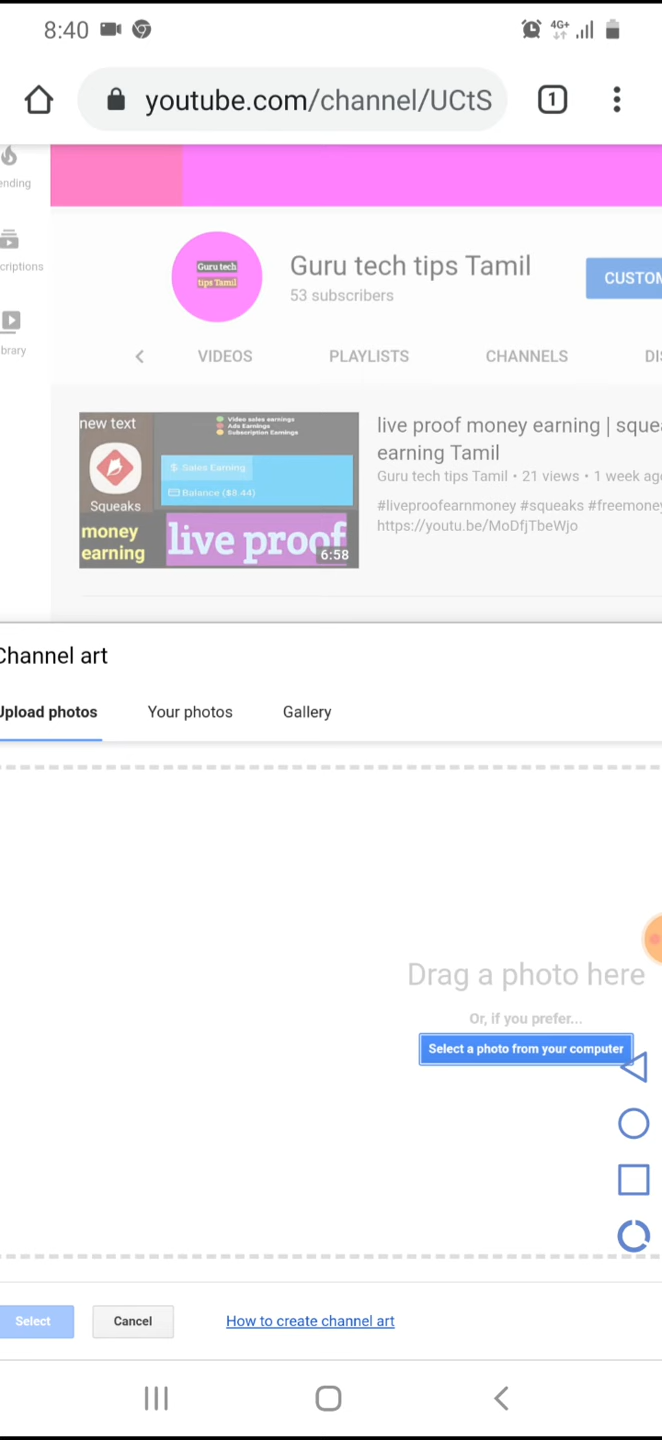 8:40
4G+
youtube.com/channel/UCtS
1
ending
Guru tech
tips Tamil
Guru tech tips Tamil
53 subscribers
CUSTOM
criptions
brary
VIDEOS PLAYLISTS CHANNELS DIS
new text
Video sales earnings
Ads Earnings
Subscription Earnings
$ Sales Earning
Balance ($0.44)
Squeaks
money
earning
live proof
6:58
live proof money earning | squea
earning Tamil
Guru tech tips Tamil • 21 views • 1 week ago
#liveproofearnmoney #squeaks #freemoney
https://youtu.be/MoDfjTbeWjo
Channel art
Upload photos Your photos Gallery
Drag a photo here
Or, if you prefer...
Select a photo from your computer
Select Cancel How to create channel art